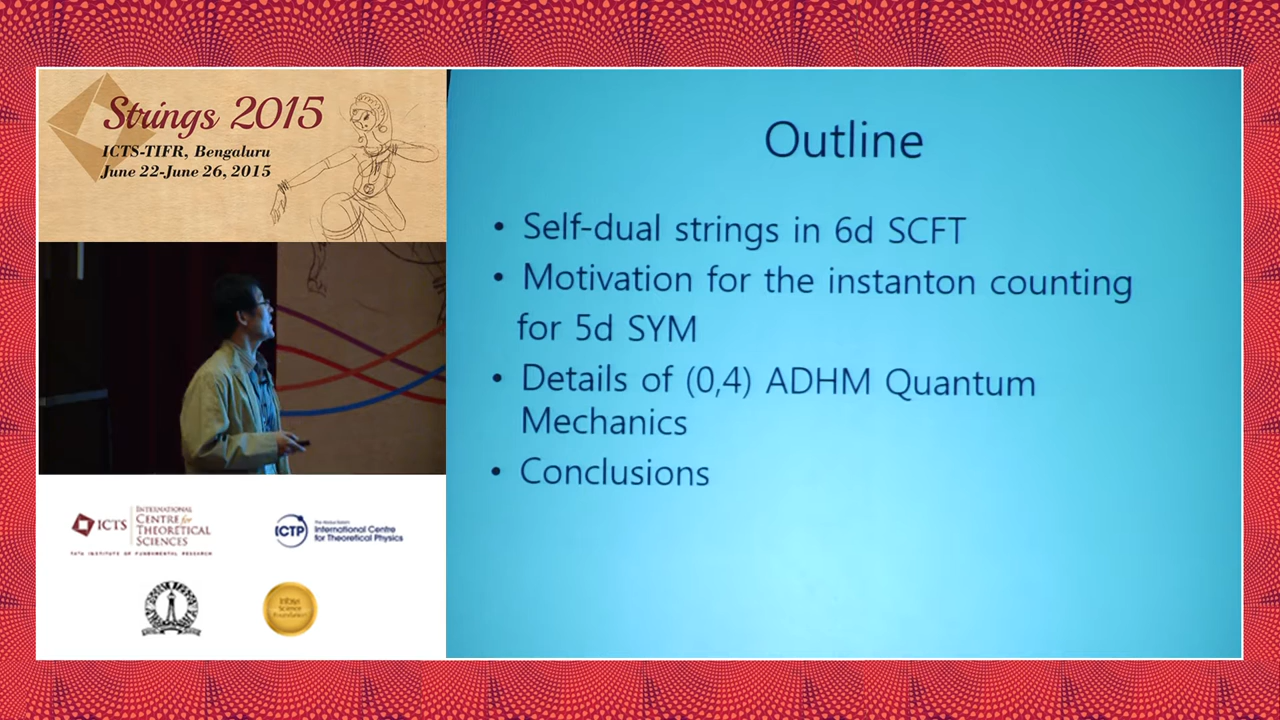 Strings 2015
ICTS-TIFR, Bengaluru
June 22-June 26, 2015
Outline
• Self-dual strings in 6d SCFT
• Motivation for the instanton counting
for 5d SYM
• Details of (0,4) ADHM Quantum
Mechanics
• Conclusions
ICTS
INTERNATIONAL
CENTRE for
THEORETICAL
SCIENCES
TATA INSTITUTE OF FUNDAMENTAL RESEARCH
ICTP
The Abdus Salam
International Centre
for Theoretical Physics
Infosys
Science
Foundation